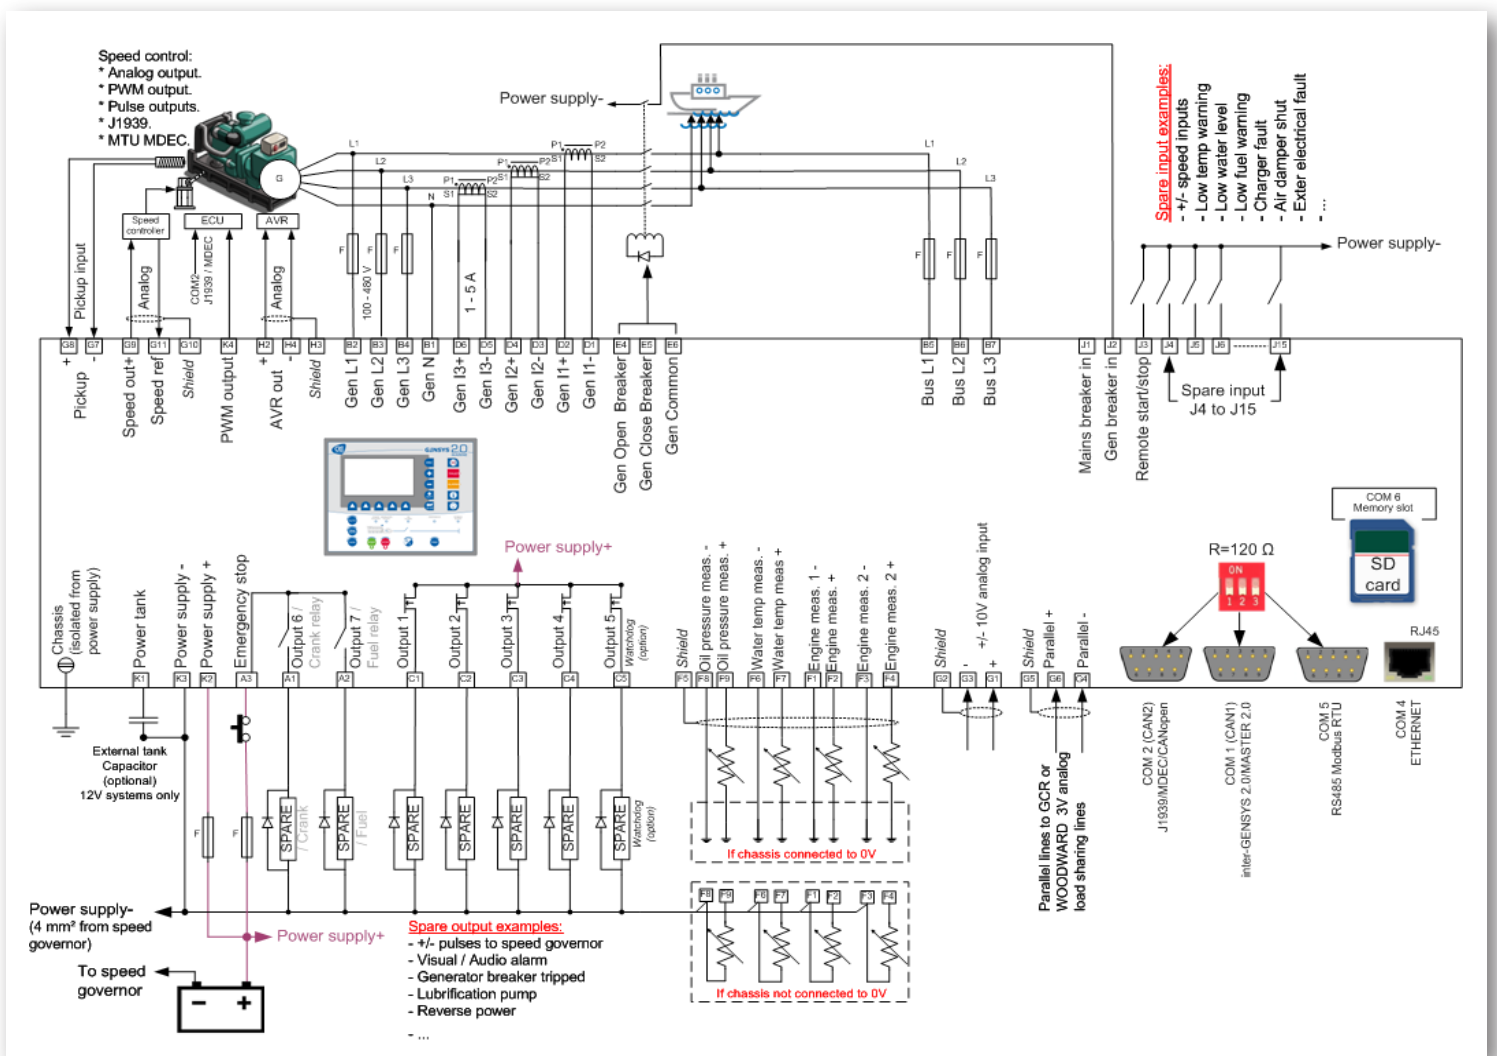 Speed control:
* Analog output.
* PWM output.
* Pulse outputs.
* J1939.
* MTU MDEC.
Power supply-
Spare input examples:
- +/- speed inputs
- Low temp warning
- Low water level
- Low fuel warning
- Charger fault
- Air damper shut
- Exter electrical fault
- ...
Power supply-
L1
L2
L3
N
G
P1
P2
S1
S2
P1
P2
S1
S2
P1
P2
S1
S2
L1
L2
L3
Speed
controller
ECU
AVR
Pickup input
Analog
COM2
J1939 / MDEC
Analog
F
F
F
100 - 480 V
1 - 5 A
F
F
F
G8
G7
G9
G11
G10
K4
H2
H4
H3
B2
B3
B4
B1
D6
D5
D4
D3
D2
D1
E4
E5
E6
B5
B6
B7
J1
J2
J3
J4
J5
J6
J15
+
-
Pickup
Speed out+
Speed ref
Shield
PWM output
+
-
AVR out
Shield
Gen L1
Gen L2
Gen L3
Gen N
Gen I3+
Gen I3-
Gen I2+
Gen I2-
Gen I1+
Gen I1-
Gen Open Breaker
Gen Close Breaker
Gen Common
Bus L1
Bus L2
Bus L3
Mains breaker in
Gen breaker in
Remote start/stop
Spare input
J4 to J15
GENSYS 2.0
COM 6
Memory slot
SD
card
R=120 Ω
ON
1 2 3
RJ45
Power supply+
Chassis
(isolated from
power supply)
Power tank
Power supply -
Power supply +
Emergency stop
Output 6 /
Crank relay
Output 7 /
Fuel relay
Output 1
Output 2
Output 3
Output 4
Output 5
Watchdog
(option)
Shield
Oil pressure meas. -
Oil pressure meas. +
Water temp meas. -
Water temp meas +
Engine meas. 1 -
Engine meas. +
Engine meas. 2 -
Engine meas. 2 +
Shield
-
+
+/- 10V analog input
Shield
Parallel +
Parallel -
K1
K3
K2
A3
A1
A2
C1
C2
C3
C4
C5
F5
F8
F9
F6
F7
F1
F2
F3
F4
G2
G3
G1
G5
G6
G4
External tank
Capacitor
(optional)
12V systems only
F
F
SPARE
/ Crank
SPARE
/ Fuel
SPARE
SPARE
SPARE
SPARE
SPARE
Watchdog
(option)
If chassis connected to 0V
F8
F9
F6
F7
F1
F2
F3
F4
If chassis not connected to 0V
Parallel lines to GCR or
WOODWARD 3V analog
load sharing lines
COM 2 (CAN2)
J1939/MDEC/CANopen
COM 1 (CAN1)
inter-GENSYS 2.0/MASTER 2.0
COM 5
RS485 Modbus RTU
COM 4
ETHERNET
Power supply-
(4 mm² from speed
governor)
Power supply+
To speed
governor
- +
Spare output examples:
- +/- pulses to speed governor
- Visual / Audio alarm
- Generator breaker tripped
- Lubrification pump
- Reverse power
- ...